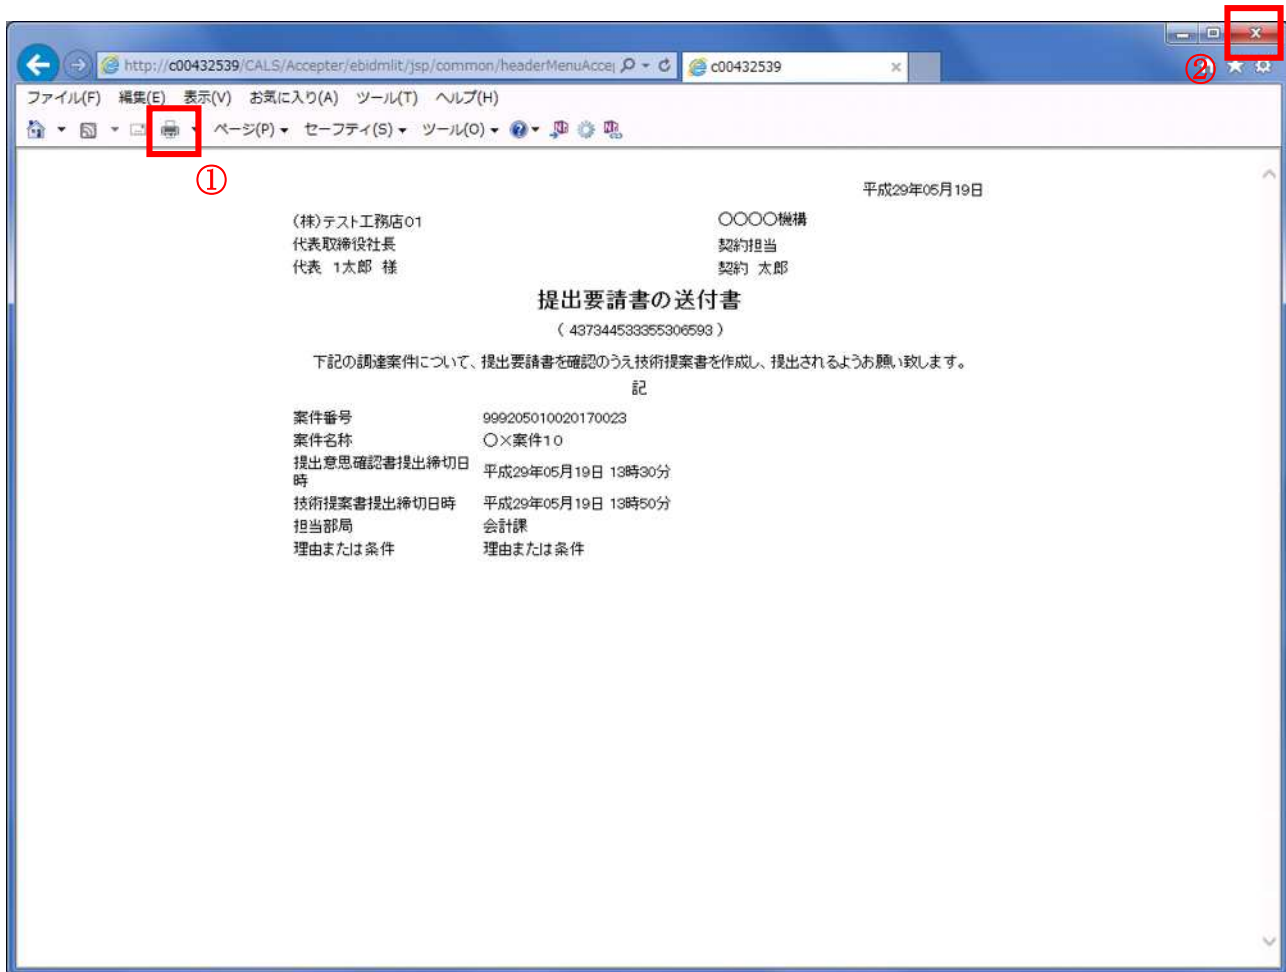 http://c00432539/CALS/Accepter/ebidmlit/jsp/common/headerMenuAccep
c00432539
②
ファイル(F) 編集(E) 表示(V) お気に入り(A) ツール(T) ヘルプ(H)
ページ(P) セーフティ(S) ツール(O)
①
平成29年05月19日
(株)テスト工務店01
〇〇〇〇機構
代表取締役社長
契約担当
代表 1太郎 様
契約 太郎
提出要請書の送付書
( 437344533355306593 )
下記の調達案件について、提出要請書を確認のうえ技術提案書を作成し、提出されるようお願い致します。
記
案件番号 999205010020170023
案件名称 〇×案件10
提出意思確認書提出締切日時 平成29年05月19日 13時30分
技術提案書提出締切日時 平成29年05月19日 13時50分
担当部局 会計課
理由または条件 理由または条件